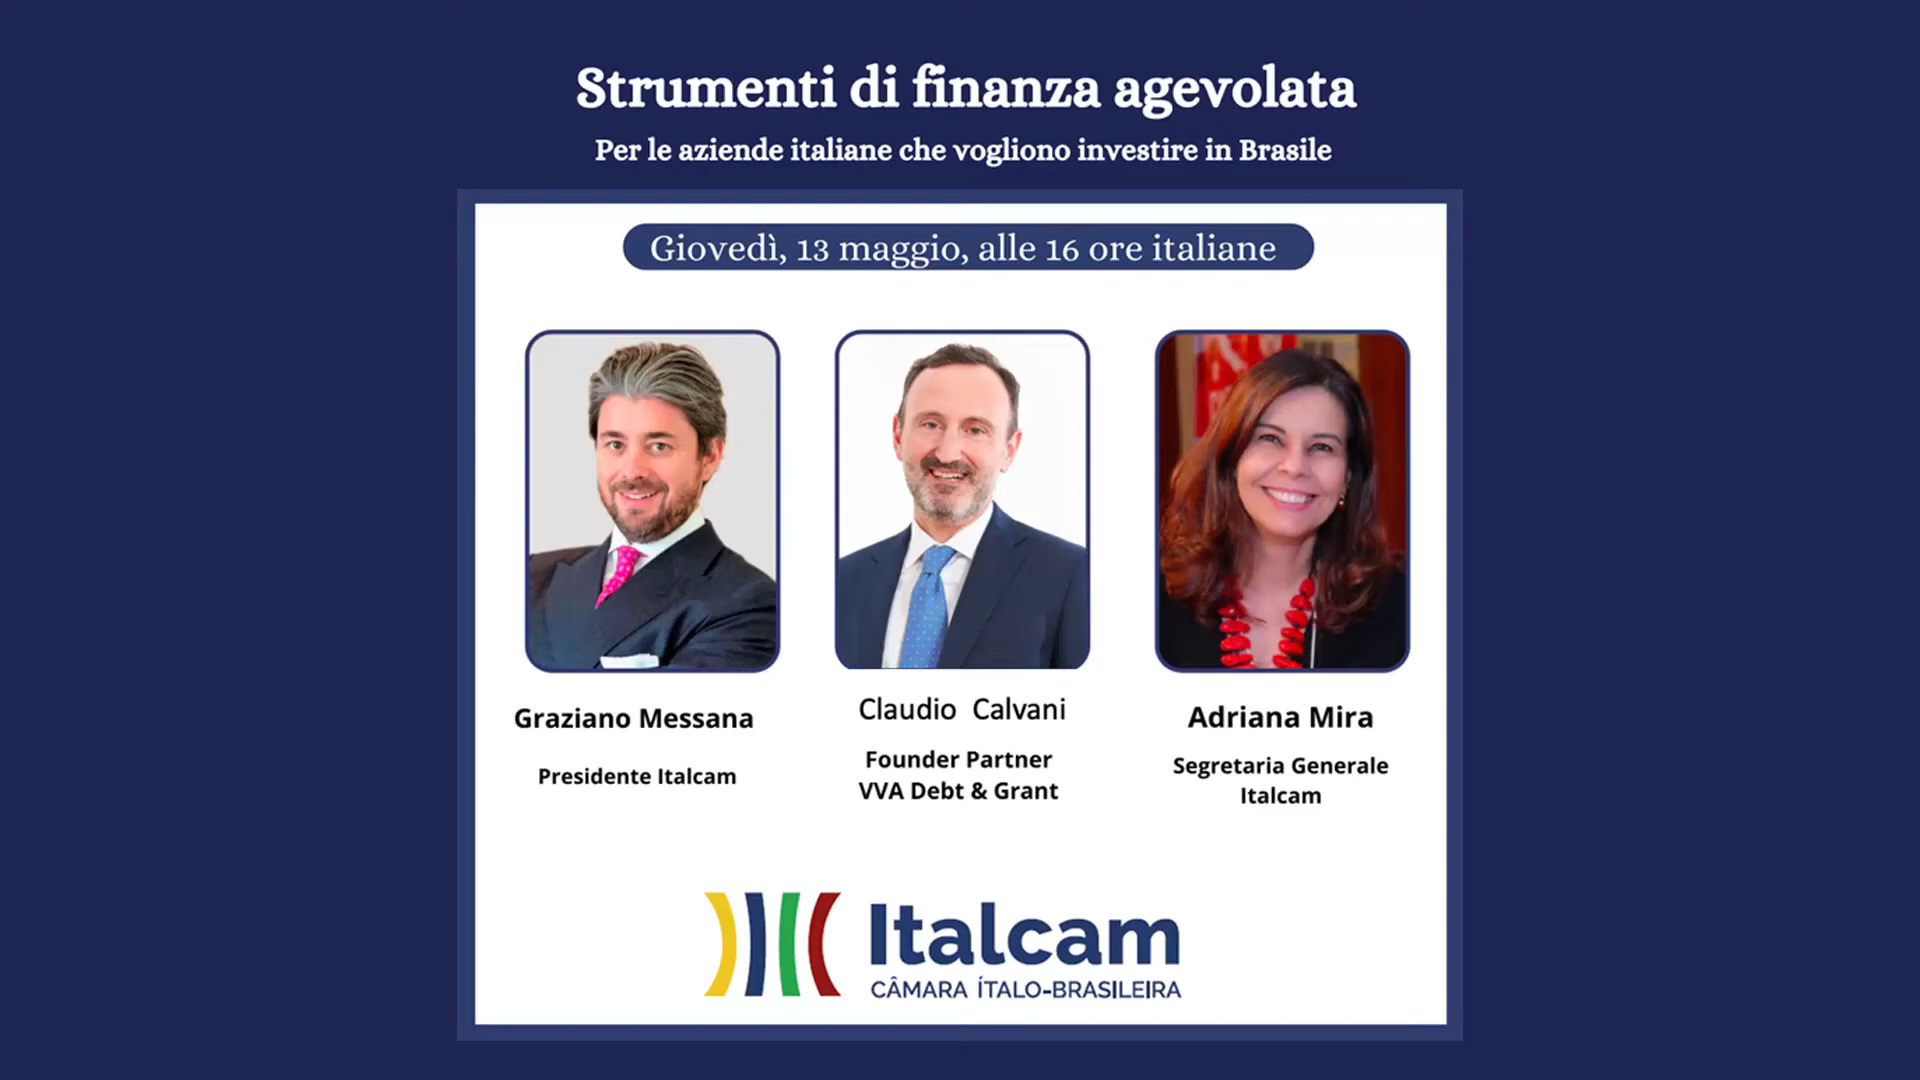 Strumenti di finanza agevolata
Per le aziende italiane che vogliono investire in Brasile
Giovedì, 13 maggio, alle 16 ore italiane
Graziano Messana
Presidente Italcam
Claudio Calvani
Founder Partner
VVA Debt & Grant
Adriana Mira
Segretaria Generale
Italcam
Italcam
CÂMARA ÍTALO-BRASILEIRA